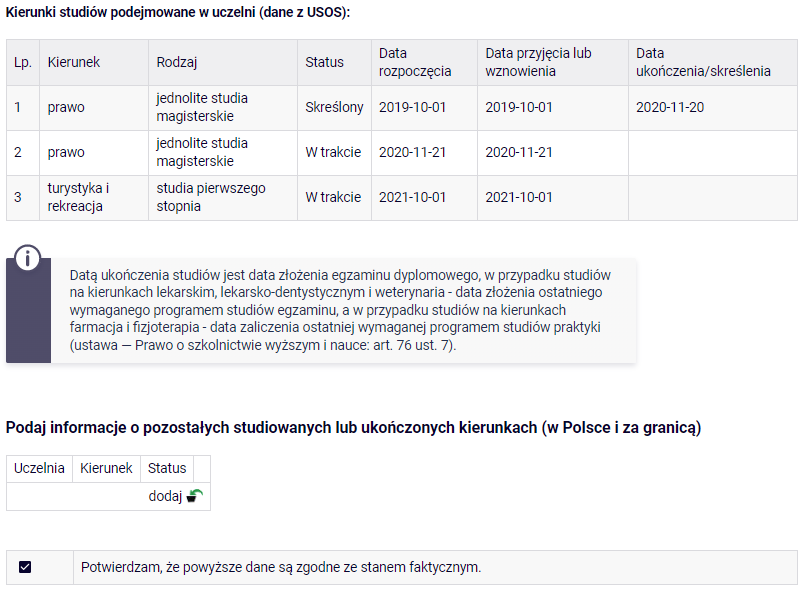 Kierunki studiów podejmowane w uczelni (dane z USOS):
Lp. Kierunek Rodzaj Status Data rozpoczęcia Data przyjęcia lub wznowienia Data ukończenia/skreślenia
1 prawo jednolite studia magisterskie Skreślony 2019-10-01 2019-10-01 2020-11-20
2 prawo jednolite studia magisterskie W trakcie 2020-11-21 2020-11-21
3 turystyka i rekreacja studia pierwszego stopnia W trakcie 2021-10-01 2021-10-01
Datą ukończenia studiów jest data złożenia egzaminu dyplomowego, w przypadku studiów
na kierunkach lekarskim, lekarsko-dentystycznym i weterynaria - data złożenia ostatniego
wymaganego programem studiów egzaminu, a w przypadku studiów na kierunkach
farmacja i fizjoterapia - data zaliczenia ostatniej wymaganej programem studiów praktyki
(ustawa — Prawo o szkolnictwie wyższym i nauce: art. 76 ust. 7).
Podaj informacje o pozostałych studiowanych lub ukończonych kierunkach (w Polsce i za granicą)
Uczelnia Kierunek Status
dodaj
Potwierdzam, że powyższe dane są zgodne ze stanem faktycznym.